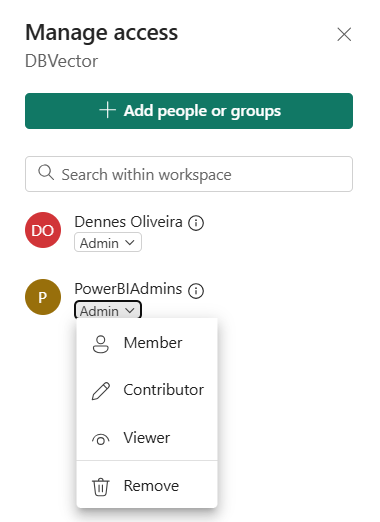 Manage access
DBVector
Add people or groups
Search within workspace
DO
Dennes Oliveira
Admin
P
PowerBIAdmins
Admin
Member
Contributor
Viewer
Remove